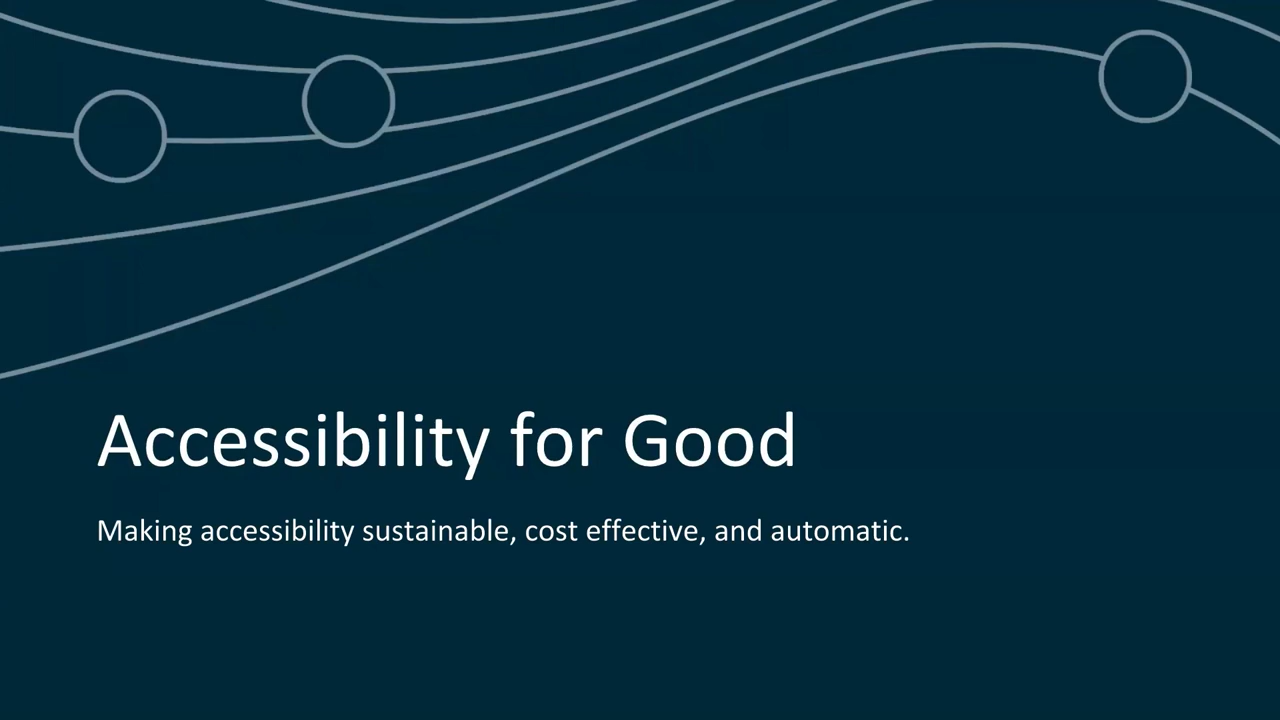 Accessibility for Good
Making accessibility sustainable, cost effective, and automatic.